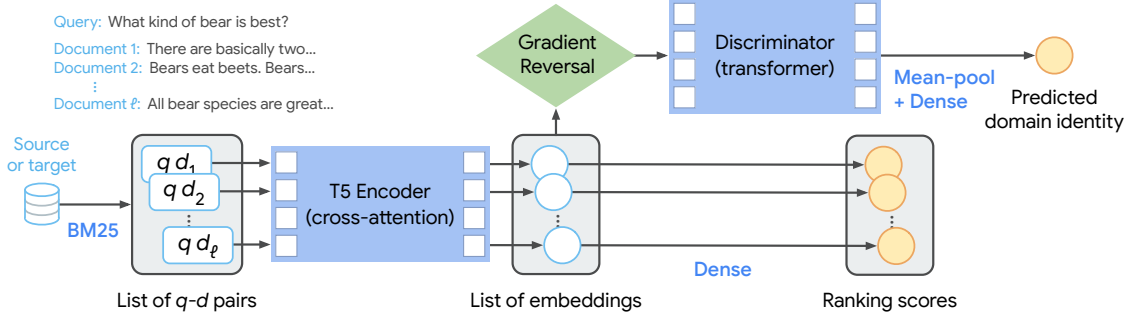 Query: What kind of bear is best?
Document 1: There are basically two...
Document 2: Bears eat beets. Bears...
⋮
Document ℓ: All bear species are great...
Source
or target
BM25
q d1
q d2
⋮
q dℓ
List of q-d pairs
T5 Encoder
(cross-attention)
Gradient
Reversal
⋮
List of embeddings
Discriminator
(transformer)
Mean-pool
+ Dense
Predicted
domain identity
Dense
⋮
Ranking scores